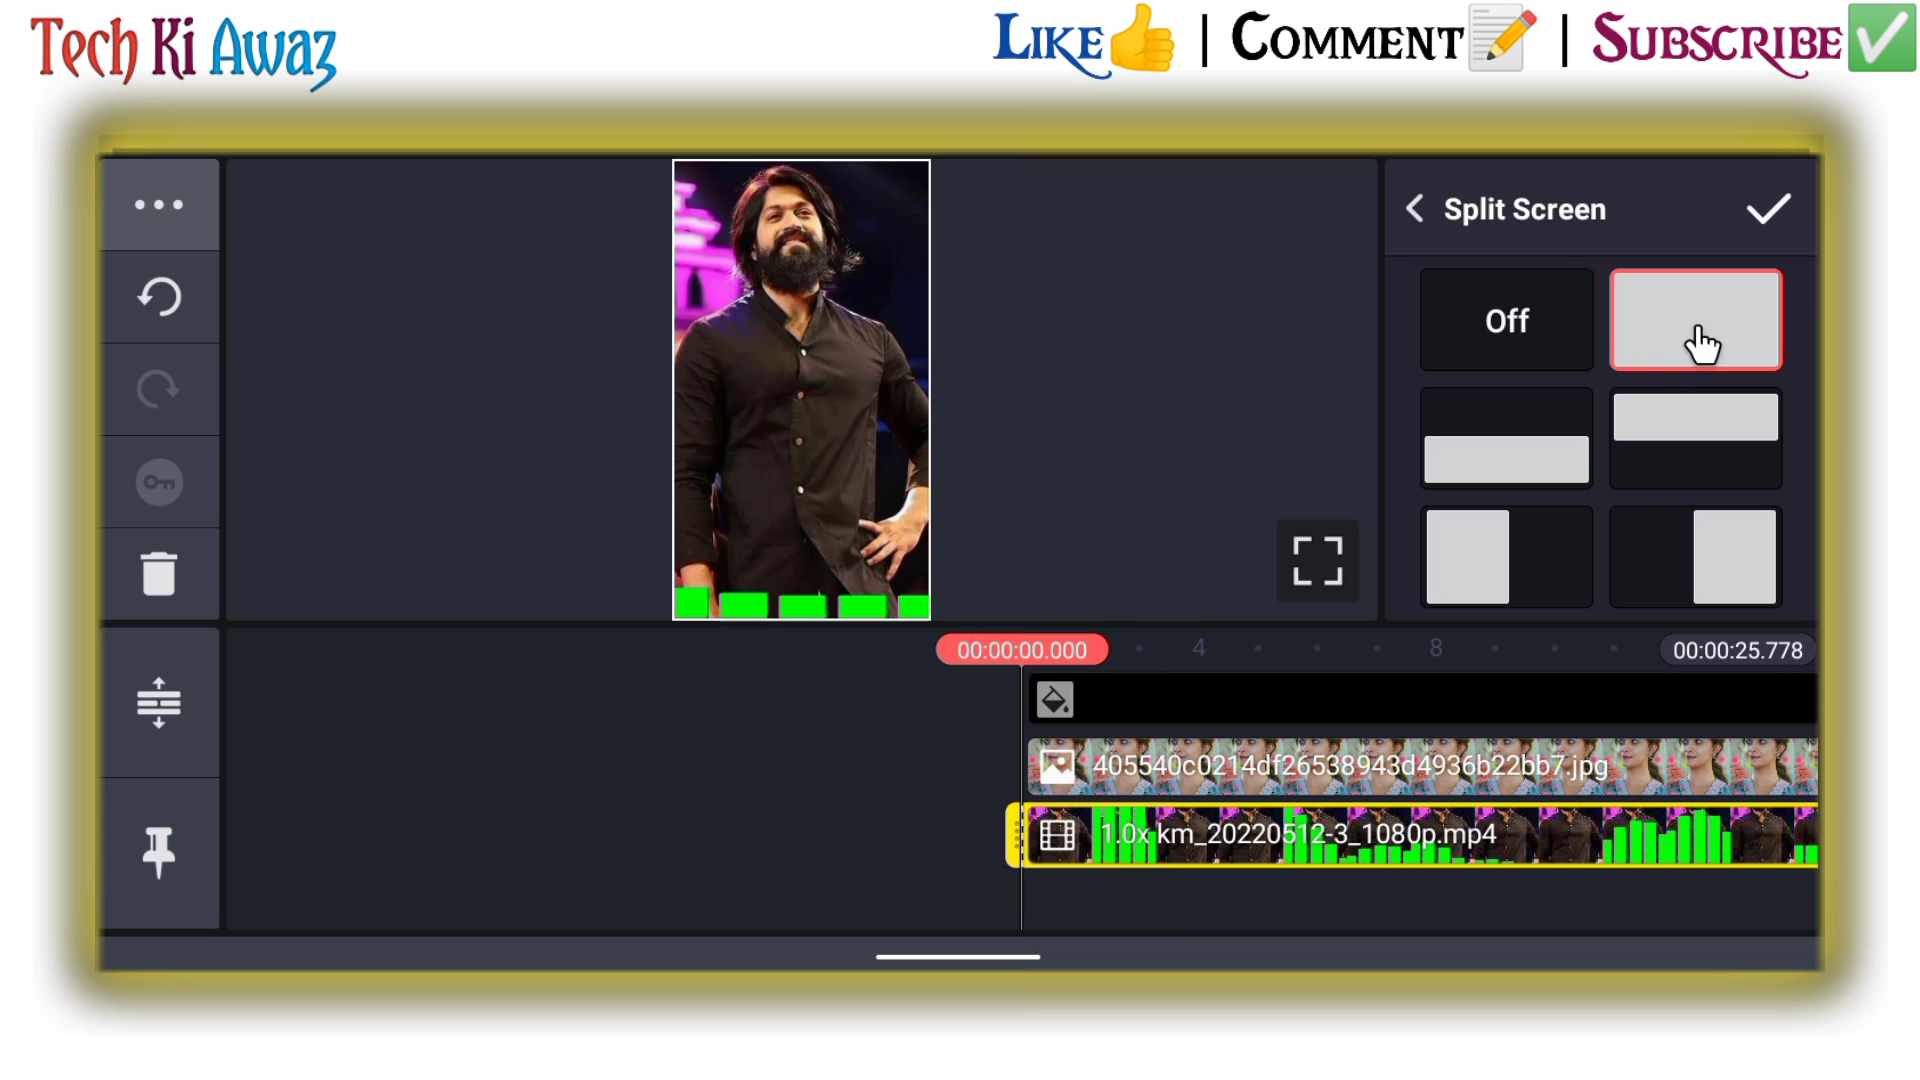 Tech Ki Awaz
Like | Comment | Subscribe
Split Screen
Off
00:00:00.000
4
8
00:00:25.778
405540c0214df26538943d4936b22bb7.jpg
1.0x km_20220512-3_1080p.mp4